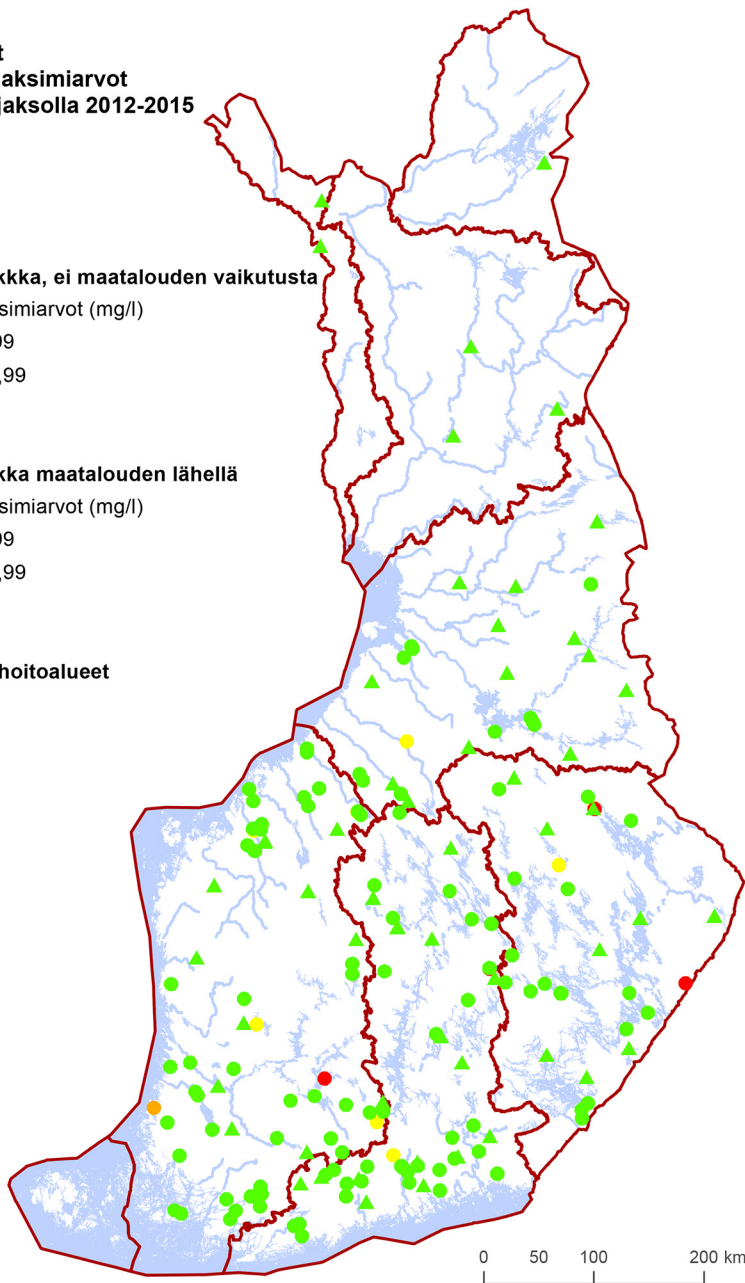 t
aksimiarvot
jaksolla 2012-2015
kka, ei maatalouden vaikutusta
simiarvot (mg/l)
99
,99
kka maatalouden lähellä
simiarvot (mg/l)
99
,99
hoitoalueet
0 50 100 200 km